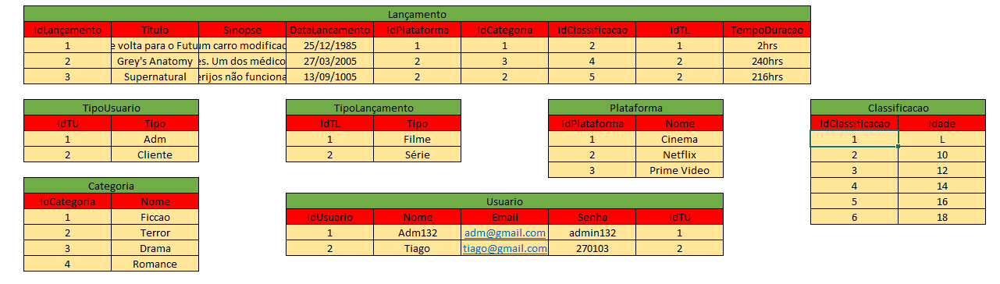 Lançamento
IdLançamento Título Sinopse DataLancamento IdPlataforma IdCategoria IdClassificacao IdTL TempoDuracao
1 e volta para o Futu um carro modificad 25/12/1985 1 1 2 1 2hrs
2 Grey's Anatomy es. Um dos médico 27/03/2005 2 3 4 2 240hrs
3 Supernatural erijos não funciona 13/09/1005 2 2 5 2 216hrs
TipoUsuario
IdTU Tipo
1 Adm
2 Cliente
TipoLançamento
IdTL Tipo
1 Filme
2 Série
Plataforma
IdPlataforma Nome
1 Cinema
2 Netflix
3 Prime Video
Classificacao
IdClassificacao Idade
1 L
2 10
3 12
4 14
5 16
6 18
Categoria
IdCategoria Nome
1 Ficcao
2 Terror
3 Drama
4 Romance
Usuario
IdUsuario Nome Email Senha IdTU
1 Adm132 adm@gmail.com admin132 1
2 Tiago tiago@gmail.com 270103 2